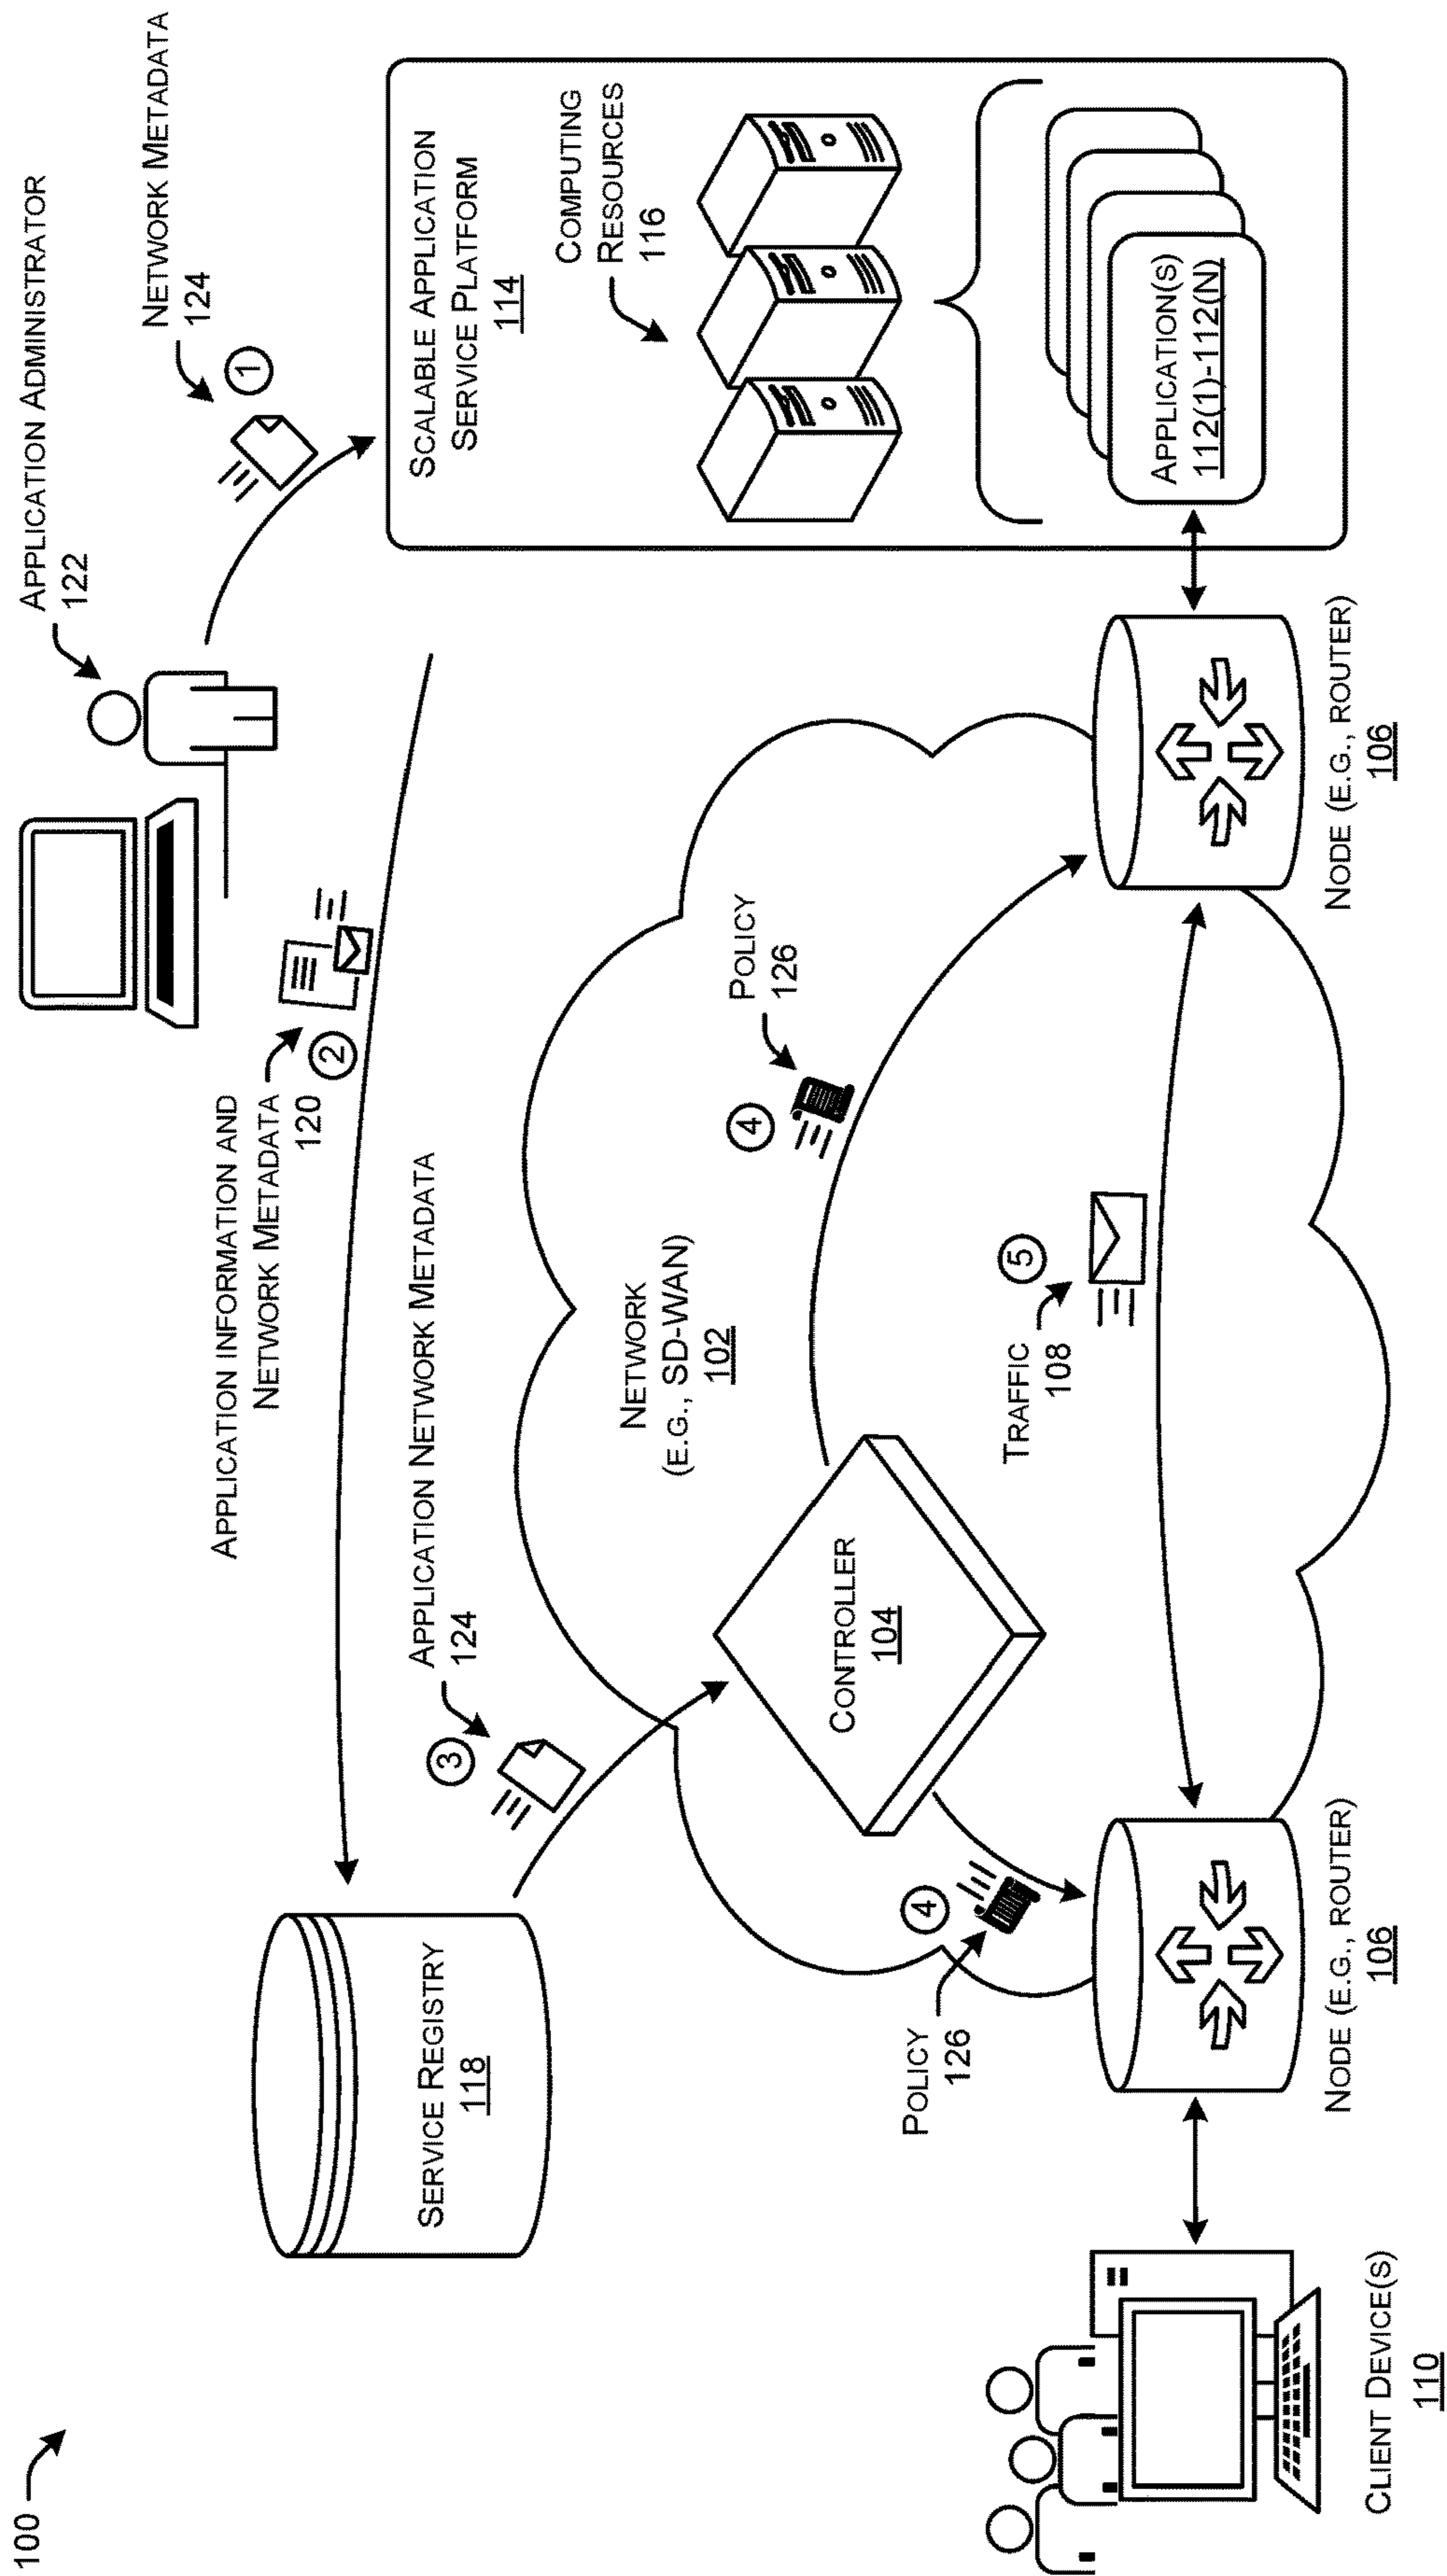 100
APPLICATION ADMINISTRATOR
122
NETWORK METADATA
124
1
APPLICATION INFORMATION AND
NETWORK METADATA
120
2
SERVICE REGISTRY
118
3
APPLICATION NETWORK METADATA
124
SCALABLE APPLICATION
SERVICE PLATFORM
114
COMPUTING
RESOURCES
116
APPLICATION(S)
112(1)-112(N)
NETWORK
(E.G., SD-WAN)
102
4
POLICY
126
CONTROLLER
104
4
POLICY
126
TRAFFIC
108
5
NODE (E.G., ROUTER)
106
NODE (E.G., ROUTER)
106
CLIENT DEVICE(S)
110